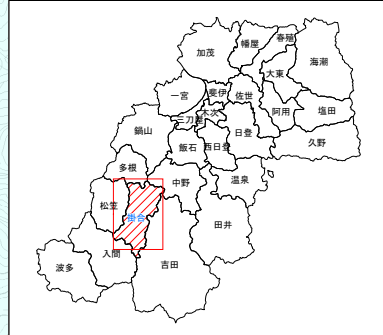 幡屋
春殖
加茂
海潮
大東
一宮
斐伊
佐世
木次
阿用
塩田
三刀屋
鍋山
日登
久野
飯石
西日登
多根
中野
温泉
松笠
掛合
田井
入間
吉田
波多